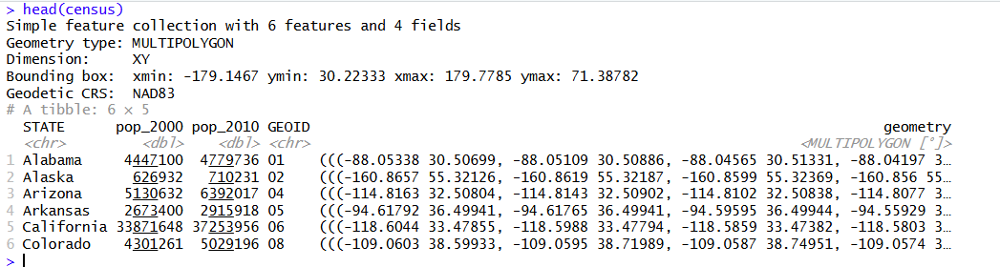 > head(census)
Simple feature collection with 6 features and 4 fields
Geometry type: MULTIPOLYGON
Dimension:     XY
Bounding box:  xmin: -179.1467 ymin: 30.22333 xmax: 179.7785 ymax: 71.38782
Geodetic CRS:  NAD83
# A tibble: 6 × 5
  STATE      pop_2000 pop_2010 GEOID                                                                 geometry
  <chr>         <dbl>    <dbl> <chr>                                                       <MULTIPOLYGON [°]>
1 Alabama     4447100  4779736 01    (((-88.05338 30.50699, -88.05109 30.50886, -88.04565 30.51331, -88.04197 3…
2 Alaska       626932   710231 02    (((-160.8657 55.32126, -160.8619 55.32187, -160.8599 55.32369, -160.856 55…
3 Arizona     5130632  6392017 04    (((-114.8163 32.50804, -114.8143 32.50902, -114.8102 32.50838, -114.8077 3…
4 Arkansas    2673400  2915918 05    (((-94.61792 36.49941, -94.61765 36.49941, -94.59595 36.49944, -94.55929 3…
5 California 33871648 37253956 06    (((-118.6044 33.47855, -118.5988 33.47794, -118.5859 33.47382, -118.5803 3…
6 Colorado    4301261  5029196 08    (((-109.0603 38.59933, -109.0595 38.71989, -109.0587 38.74951, -109.0574 3…
>